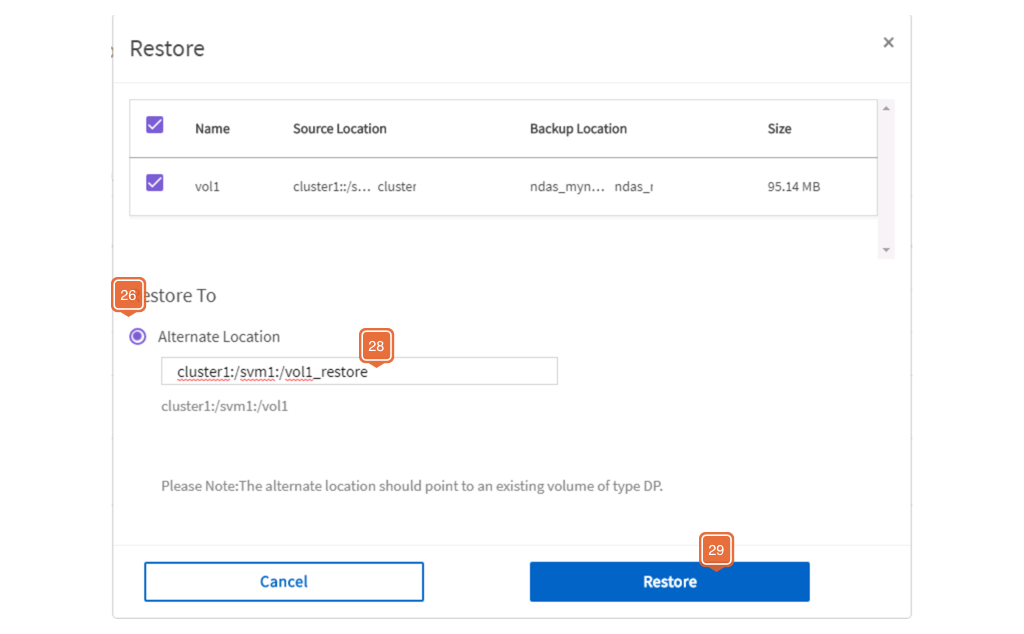 Restore ×
Name Source Location Backup Location Size
vol1 cluster1::/s... cluster ndas_myn... ndas_ 95.14 MB
26 estore To
Alternate Location
28
cluster1:/svm1:/vol1_restore
cluster1:/svm1:/vol1
Please Note:The alternate location should point to an existing volume of type DP.
29
Cancel Restore